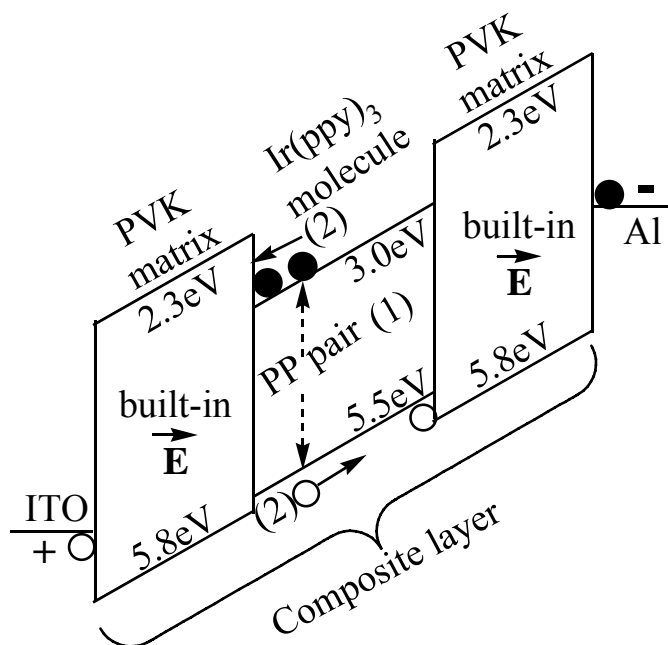 PVK
matrix
2.3eV
Ir(ppy)3
molecule
(2)
PVK
matrix
2.3eV
3.0eV
built-in
E
Al
-
PP pair (1)
built-in
E
5.5eV
5.8eV
ITO
+
5.8eV
(2)
Composite layer